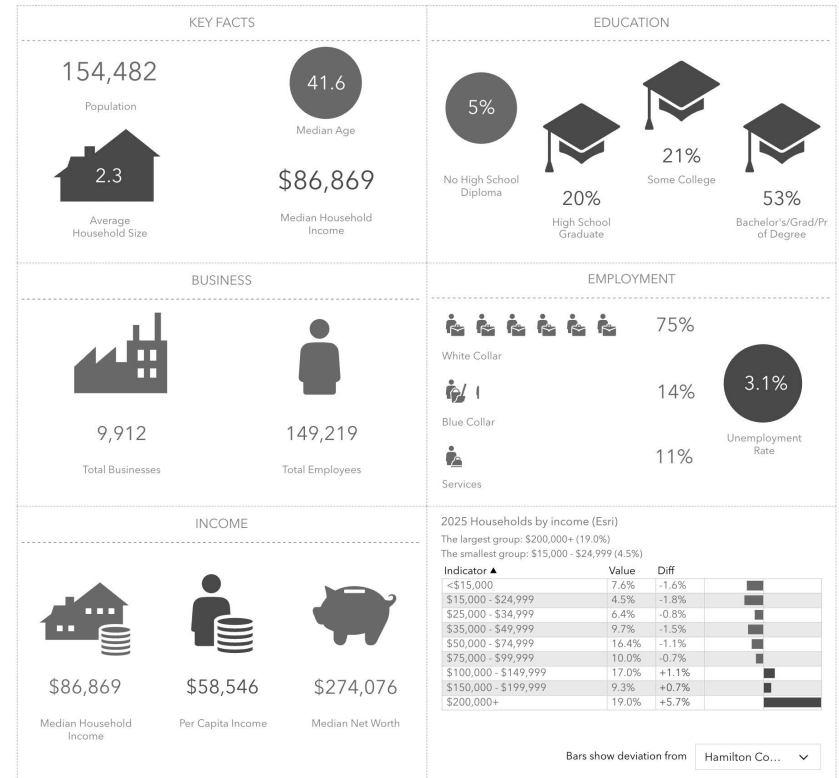 KEY FACTS
154,482
Population
41.6
Median Age
2.3
Average
Household Size
$86,869
Median Household
Income
EDUCATION
5%
No High School
Diploma
20%
High School
Graduate
21%
Some College
53%
Bachelor's/Grad/Pr
of Degree
BUSINESS
9,912
Total Businesses
149,219
Total Employees
EMPLOYMENT
75%
White Collar
14%
Blue Collar
11%
Services
3.1%
Unemployment
Rate
INCOME
$86,869
Median Household
Income
$58,546
Per Capita Income
$274,076
Median Net Worth
2025 Households by income (Esri)
The largest group: $200,000+ (19.0%)
The smallest group: $15,000 - $24,999 (4.5%)
Indicator ▲ Value Diff
<$15,000 7.6% -1.6%
$15,000 - $24,999 4.5% -1.8%
$25,000 - $34,999 6.4% -0.8%
$35,000 - $49,999 9.7% -1.5%
$50,000 - $74,999 16.4% -1.1%
$75,000 - $99,999 10.0% -0.7%
$100,000 - $149,999 17.0% +1.1%
$150,000 - $199,999 9.3% +0.7%
$200,000+ 19.0% +5.7%
Bars show deviation from Hamilton Co...